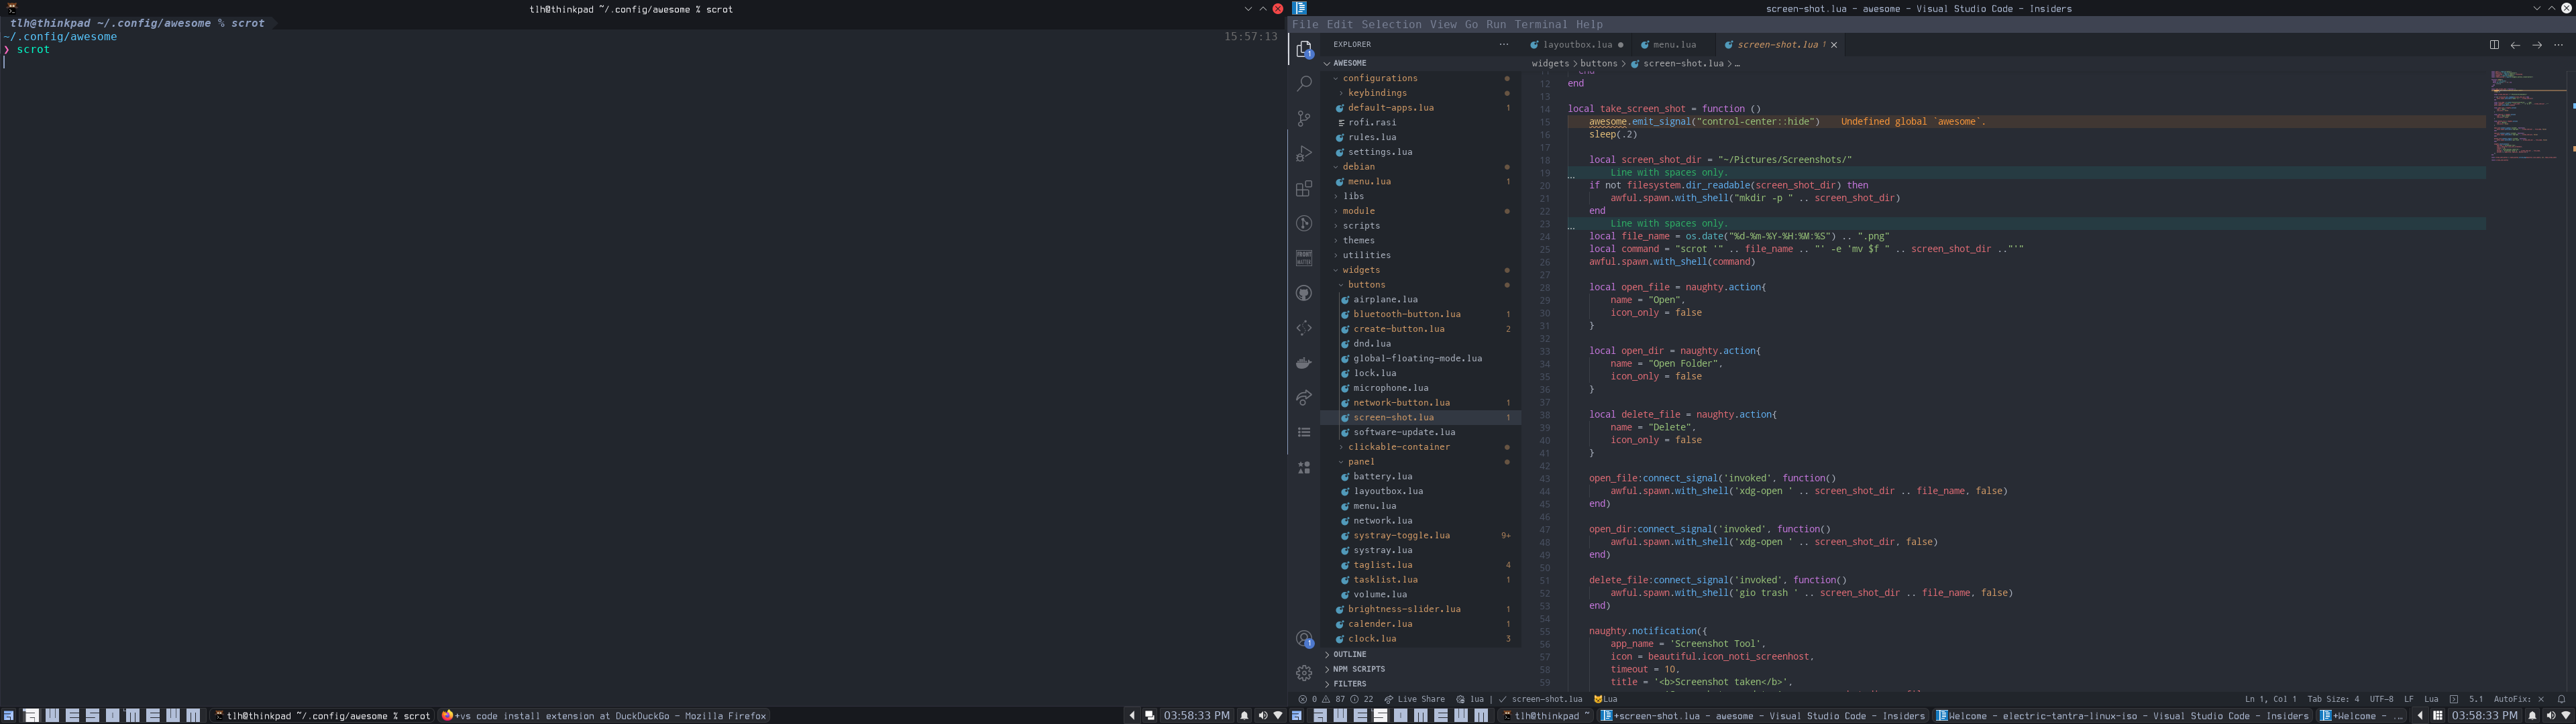 tlh@thinkpad ~/.config/awesome % scrot
tlh@thinkpad ~/.config/awesome % scrot
~/.config/awesome
15:57:13
❯ scrot
screen-shot.lua - awesome - Visual Studio Code - Insiders
File Edit Selection View Go Run Terminal Help
EXPLORER
AWESOME
configurations
keybindings
default-apps.lua 1
rofi.rasi
rules.lua
settings.lua
debian
menu.lua 1
libs
module
scripts
themes
utilities
widgets
buttons
airplane.lua
bluetooth-button.lua 1
create-button.lua 2
dnd.lua
global-floating-mode.lua
lock.lua
microphone.lua
network-button.lua 1
screen-shot.lua 1
software-update.lua
clickable-container
panel
battery.lua
layoutbox.lua
menu.lua
network.lua
systray-toggle.lua 9+
systray.lua
taglist.lua 4
tasklist.lua 1
volume.lua
brightness-slider.lua 1
calender.lua 1
clock.lua 3
OUTLINE
NPM SCRIPTS
FILTERS
layoutbox.lua
menu.lua
screen-shot.lua 1
widgets > buttons > screen-shot.lua > …
11 end
12 end
13
14 local take_screen_shot = function ()
15 awesome.emit_signal("control-center::hide") Undefined global `awesome`.
16 sleep(.2)
17
18 local screen_shot_dir = "~/Pictures/Screenshots/"
19 Line with spaces only.
20 if not filesystem.dir_readable(screen_shot_dir) then
21 awful.spawn.with_shell("mkdir -p " .. screen_shot_dir)
22 end
23 Line with spaces only.
24 local file_name = os.date("%d-%m-%Y-%H:%M:%S") .. ".png"
25 local command = "scrot '" .. file_name .. "' -e 'mv $f " .. screen_shot_dir .."'"
26 awful.spawn.with_shell(command)
27
28 local open_file = naughty.action{
29 name = "Open",
30 icon_only = false
31 }
32
33 local open_dir = naughty.action{
34 name = "Open Folder",
35 icon_only = false
36 }
37
38 local delete_file = naughty.action{
39 name = "Delete",
40 icon_only = false
41 }
42
43 open_file:connect_signal('invoked', function()
44 awful.spawn.with_shell('xdg-open ' .. screen_shot_dir .. file_name, false)
45 end)
46
47 open_dir:connect_signal('invoked', function()
48 awful.spawn.with_shell('xdg-open ' .. screen_shot_dir, false)
49 end)
50
51 delete_file:connect_signal('invoked', function()
52 awful.spawn.with_shell('gio trash ' .. screen_shot_dir .. file_name, false)
53 end)
54
55 naughty.notification({
56 app_name = 'Screenshot Tool',
57 icon = beautiful.icon_noti_screenhost,
58 timeout = 10,
59 title = '<b>Screenshot taken</b>',
0 87 22 Live Share lua | ✓ screen-shot.lua Lua
Ln 1, Col 1 Tab Size: 4 UTF-8 LF Lua 5.1 AutoFix: ×
tlh@thinkpad ~/.config/awesome % scrot
+vs code install extension at DuckDuckGo - Mozilla Firefox
03:58:33 PM
tlh@thinkpad ~
+screen-shot.lua - awesome - Visual Studio Code - Insiders
Welcome - electric-tantra-linux-iso - Visual Studio Code - Insiders
+Welcome - ...
03:58:33 PM